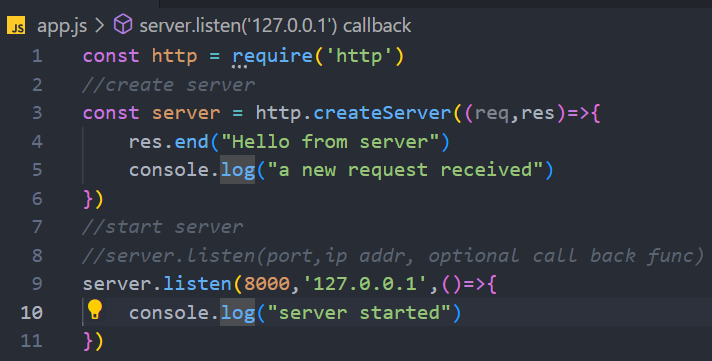 JS app.js > server.listen('127.0.0.1') callback
1 const http = require('http')
2 //create server
3 const server = http.createServer((req,res)=>{
4     res.end("Hello from server")
5     console.log("a new request received")
6 })
7 //start server
8 //server.listen(port,ip addr, optional call back func)
9 server.listen(8000,'127.0.0.1',()=>{
10     console.log("server started")
11 })